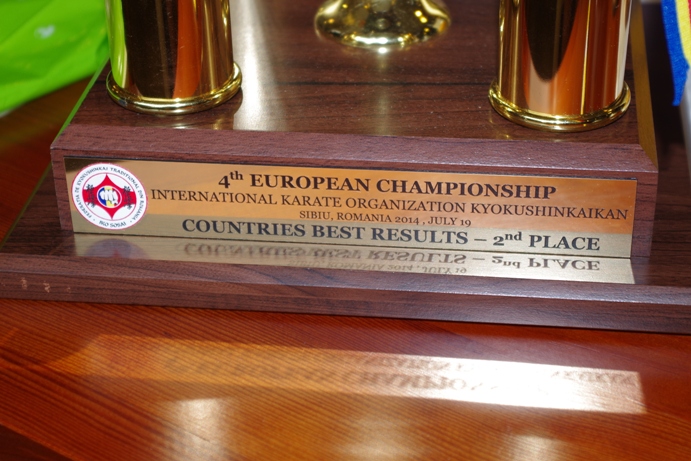 4th EUROPEAN CHAMPIONSHIP
INTERNATIONAL KARATE ORGANIZATION KYOKUSHINKAIKAN
SIBIU, ROMANIA 2014 , JULY 19
COUNTRIES BEST RESULTS – 2nd PLACE